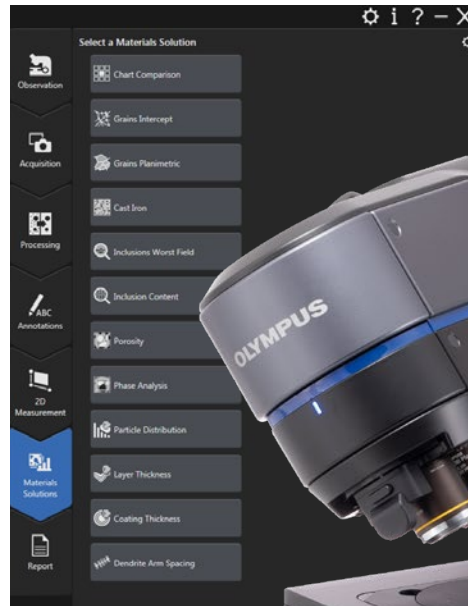 i ? – X
Select a Materials Solution
Observation
Acquisition
Processing
ABC
Annotations
2D
Measurement
Materials
Solutions
Report
Chart Comparison
Grains Intercept
Grains Planimetric
Cast Iron
Inclusions Worst Field
Inclusion Content
Porosity
Phase Analysis
Particle Distribution
Layer Thickness
Coating Thickness
Dendrite Arm Spacing
OLYMPUS